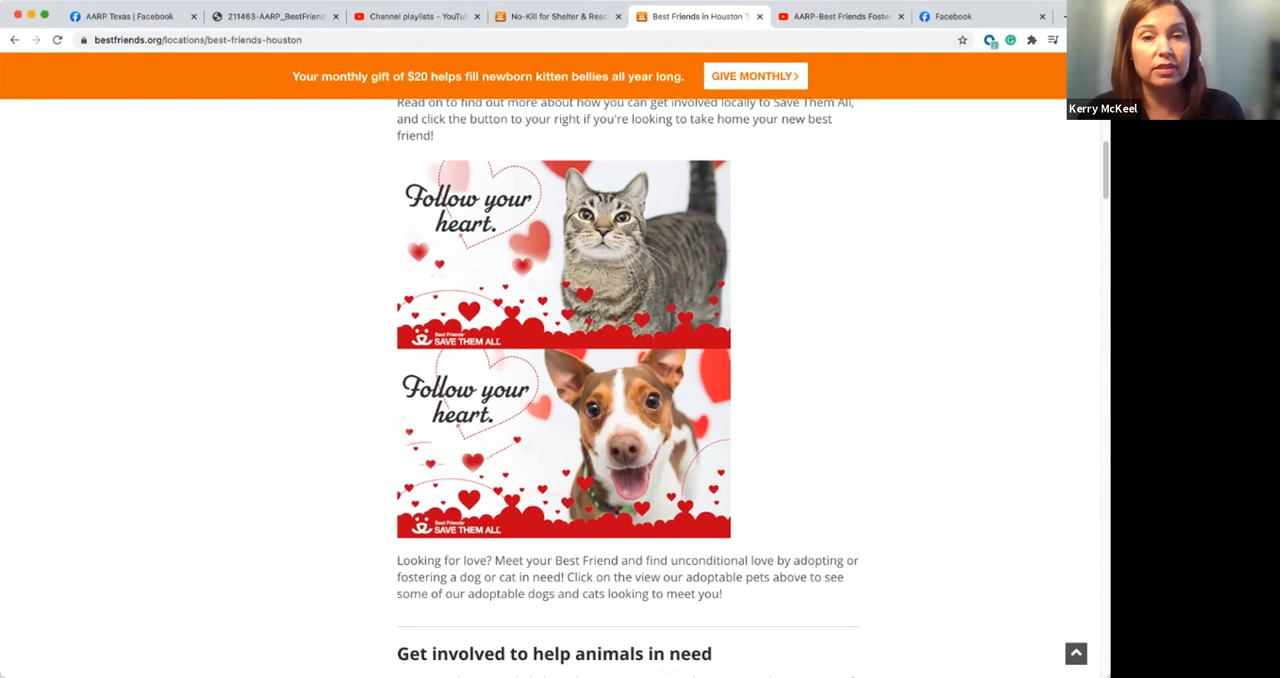 AARP Texas | Facebook
211463-AARP_BestFriend
Channel playlists - YouTu
No-Kill for Shelter & Resc
Best Friends in Houston T
AARP-Best Friends Foste
Facebook
bestfriends.org/locations/best-friends-houston
Your monthly gift of $20 helps fill newborn kitten bellies all year long.
GIVE MONTHLY>
Kerry McKeel
Read on to find out more about how you can get involved locally to Save Them All,
and click the button to your right if you're looking to take home your new best
friend!
Follow your
heart.
Best Friends
SAVE THEM ALL
Follow your
heart.
Best Friends
SAVE THEM ALL
Looking for love? Meet your Best Friend and find unconditional love by adopting or
fostering a dog or cat in need! Click on the view our adoptable pets above to see
some of our adoptable dogs and cats looking to meet you!
Get involved to help animals in need